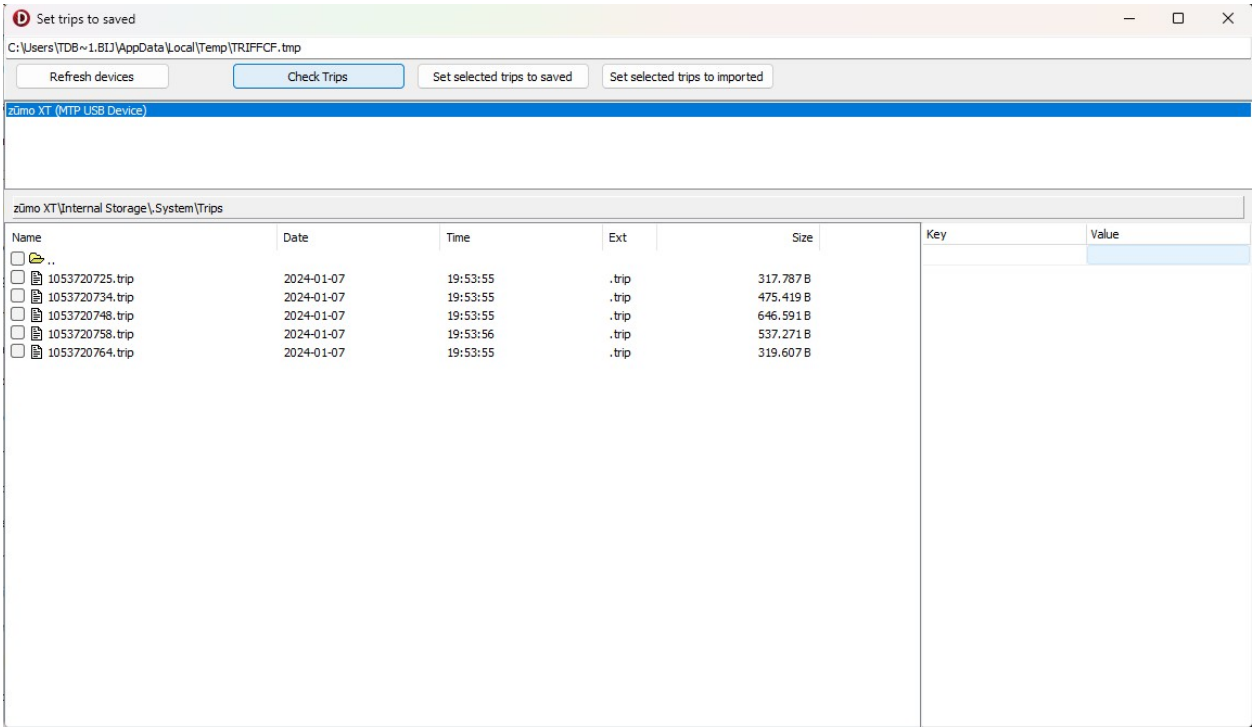 D Set trips to saved
C:\Users\TDB~1.BIJ\AppData\Local\Temp\TRIFFCF.tmp
Refresh devices Check Trips Set selected trips to saved Set selected trips to imported
zūmo XT (MTP USB Device)
zūmo XT\Internal Storage\.System\Trips
Name Date Time Ext Size Key Value
..
1053720725.trip 2024-01-07 19:53:55 .trip 317.787 B
1053720734.trip 2024-01-07 19:53:55 .trip 475.419 B
1053720748.trip 2024-01-07 19:53:55 .trip 646.591 B
1053720758.trip 2024-01-07 19:53:56 .trip 537.271 B
1053720764.trip 2024-01-07 19:53:55 .trip 319.607 B